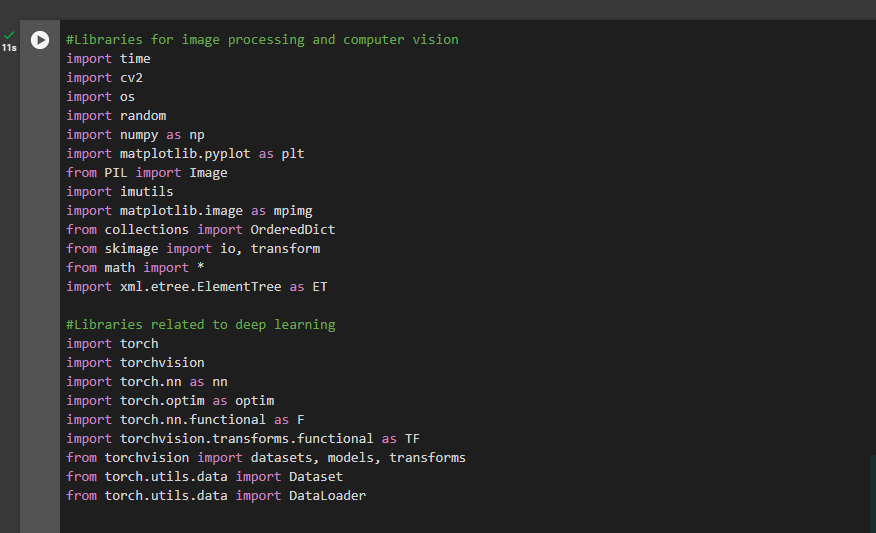 11s
#Libraries for image processing and computer vision
import time
import cv2
import os
import random
import numpy as np
import matplotlib.pyplot as plt
from PIL import Image
import imutils
import matplotlib.image as mpimg
from collections import OrderedDict
from skimage import io, transform
from math import *
import xml.etree.ElementTree as ET

#Libraries related to deep learning
import torch
import torchvision
import torch.nn as nn
import torch.optim as optim
import torch.nn.functional as F
import torchvision.transforms.functional as TF
from torchvision import datasets, models, transforms
from torch.utils.data import Dataset
from torch.utils.data import DataLoader